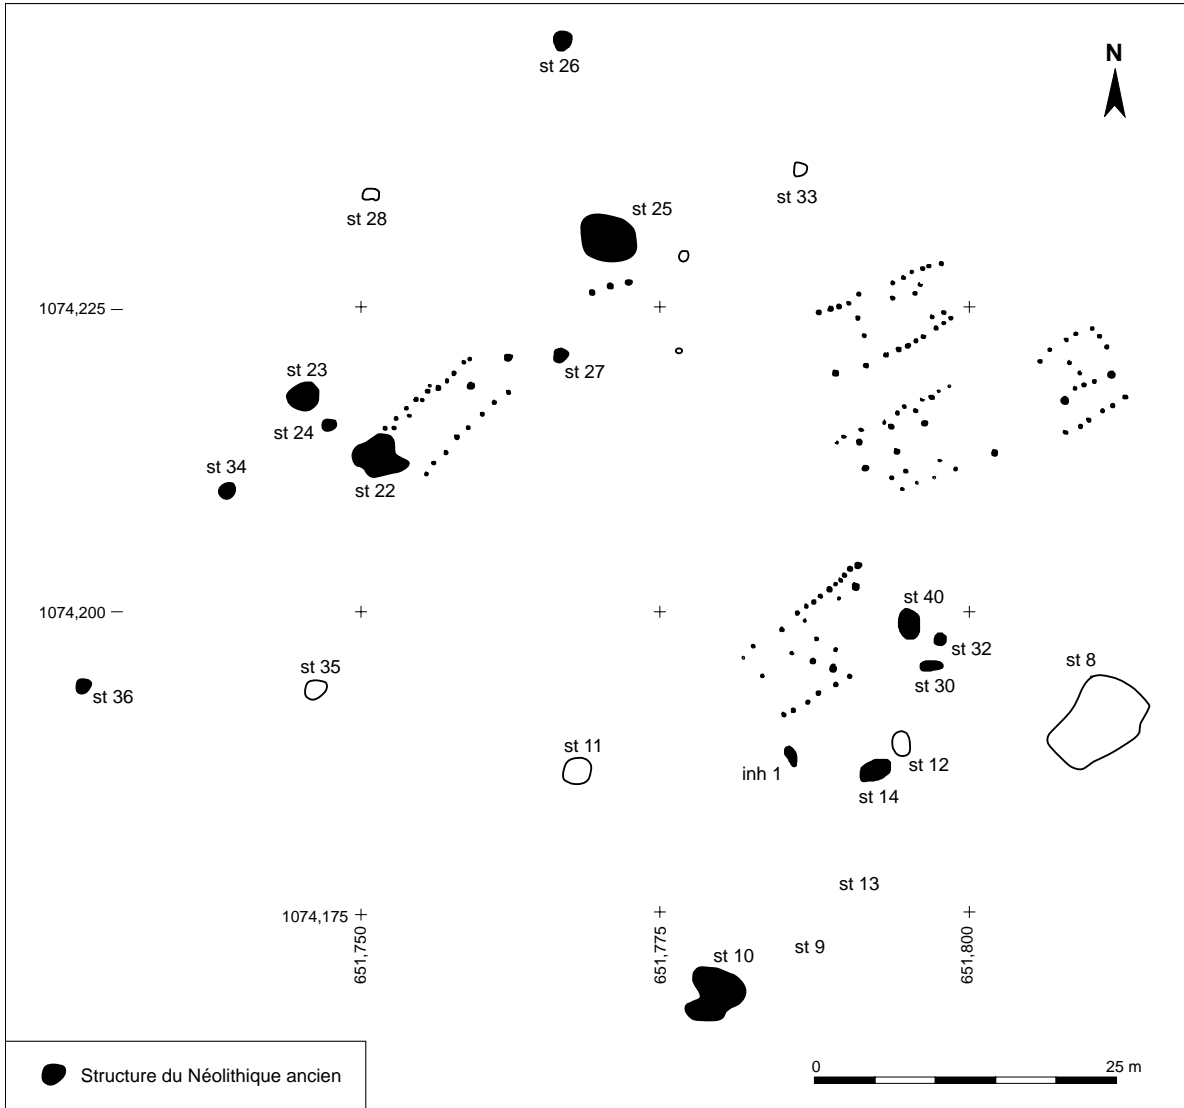 N
st 26
st 28
st 25
st 33
1074,225
st 23
st 27
st 24
st 34
st 22
1074,200
st 40
st 32
st 35
st 8
st 30
st 36
st 11
st 12
inh 1
st 14
st 13
1074,175
651,750
651,775
651,800
st 9
st 10
0 25 m
Structure du Néolithique ancien